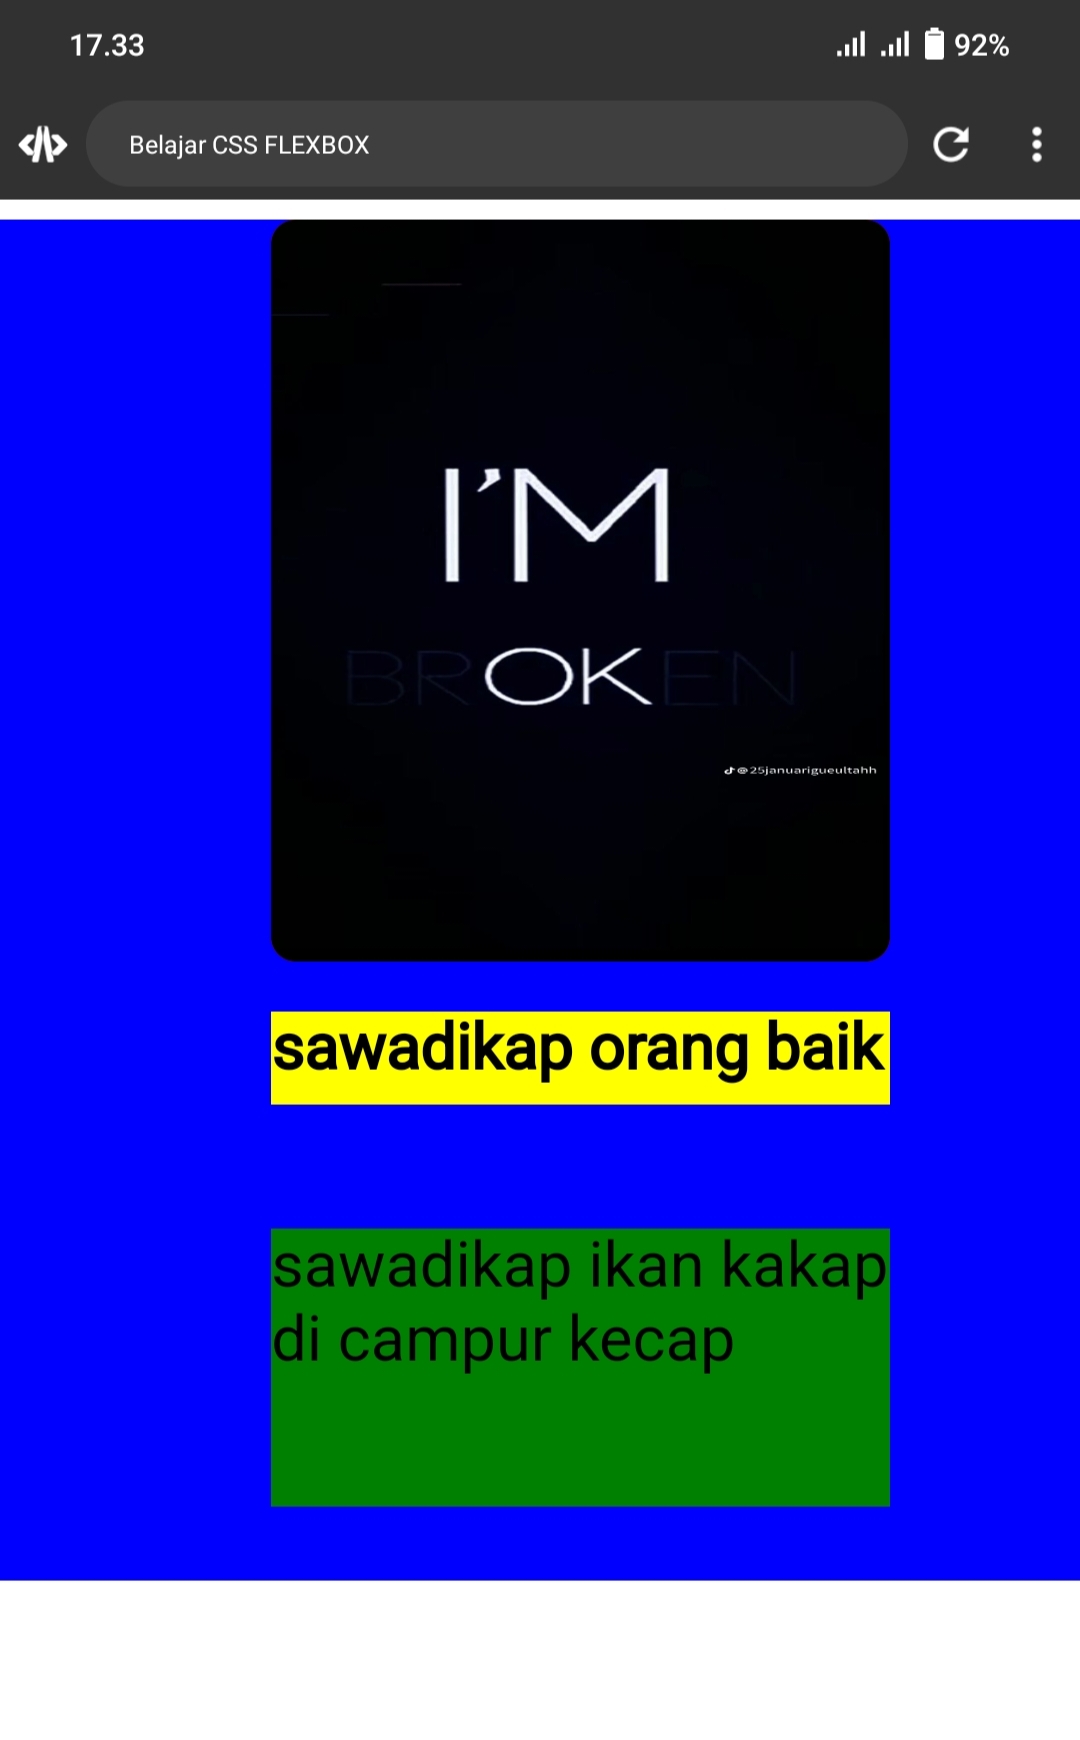 17.33
92%
Belajar CSS FLEXBOX
I'M
BROKEN
@25januarigueultahh
sawadikap orang baik
sawadikap ikan kakap
di campur kecap